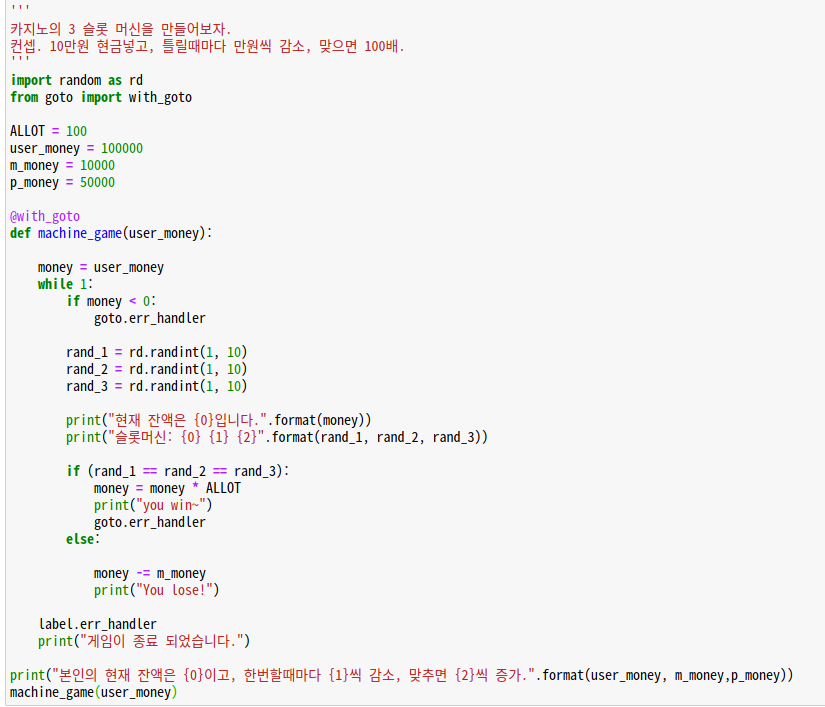 '''
카지노의 3 슬롯 머신을 만들어보자.
컨셉. 10만원 현금넣고, 틀릴때마다 만원씩 감소, 맞으면 100배.
'''
import random as rd
from goto import with_goto

ALLOT = 100
user_money = 100000
m_money = 10000
p_money = 50000

@with_goto
def machine_game(user_money):

    money = user_money
    while 1:
        if money < 0:
            goto.err_handler

        rand_1 = rd.randint(1, 10)
        rand_2 = rd.randint(1, 10)
        rand_3 = rd.randint(1, 10)

        print("현재 잔액은 {0}입니다.".format(money))
        print("슬롯머신: {0} {1} {2}".format(rand_1, rand_2, rand_3))

        if (rand_1 == rand_2 == rand_3):
            money = money * ALLOT
            print("you win~")
            goto.err_handler
        else:

            money -= m_money
            print("You lose!")

    label.err_handler
    print("게임이 종료 되었습니다.")

print("본인의 현재 잔액은 {0}이고, 한번할때마다 {1}씩 감소, 맞추면 {2}씩 증가.".format(user_money, m_money,p_money))
machine_game(user_money)